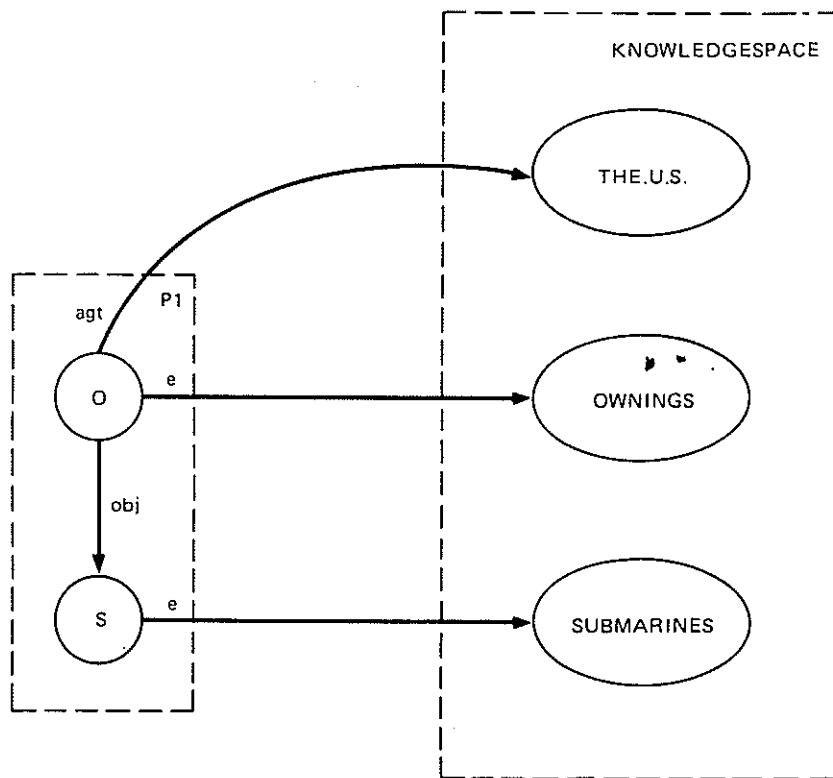 KNOWLEDGESPACE
THE.U.S.
P1
agt
e
O
OWNINGS
obj
e
S
SUBMARINES